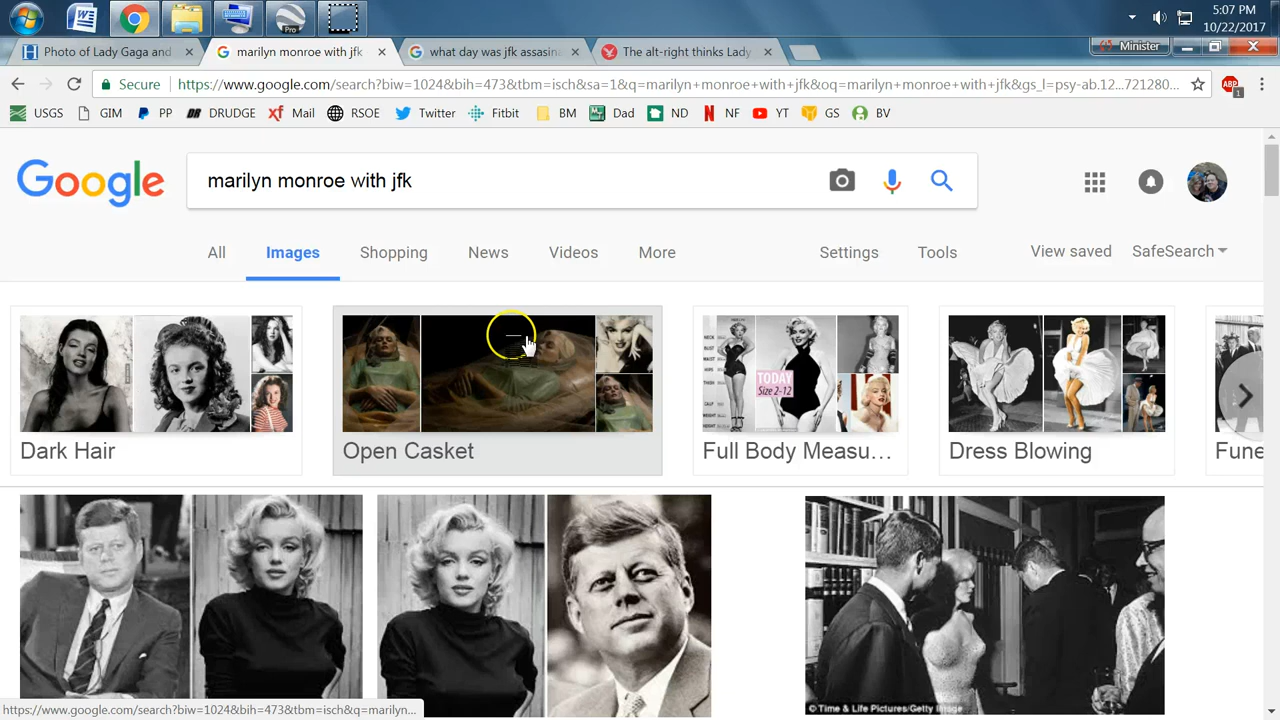 5:07 PM
10/22/2017
Pro
Photo of Lady Gaga and
marilyn monroe with jfk
what day was jfk assassi
The alt-right thinks Lady
Minister
Secure
https://www.google.com/search?biw=1024&bih=473&tbm=isch&sa=1&q=marilyn+monroe+with+jfk&oq=marilyn+monroe+with+jfk&gs_l=psy-ab.12...721280...
ABP
1
USGS GIM PP DRUDGE Mail RSOE Twitter Fitbit BM Dad ND NF YT GS BV
Google
marilyn monroe with jfk
All Images Shopping News Videos More Settings Tools View saved SafeSearch
TODAY
Size 2-12
Dark Hair
Open Casket
Full Body Measu...
Dress Blowing
Fune
© Time & Life Pictures/Getty Image
https://www.google.com/search?biw=1024&bih=473&tbm=isch&q=marilyn...